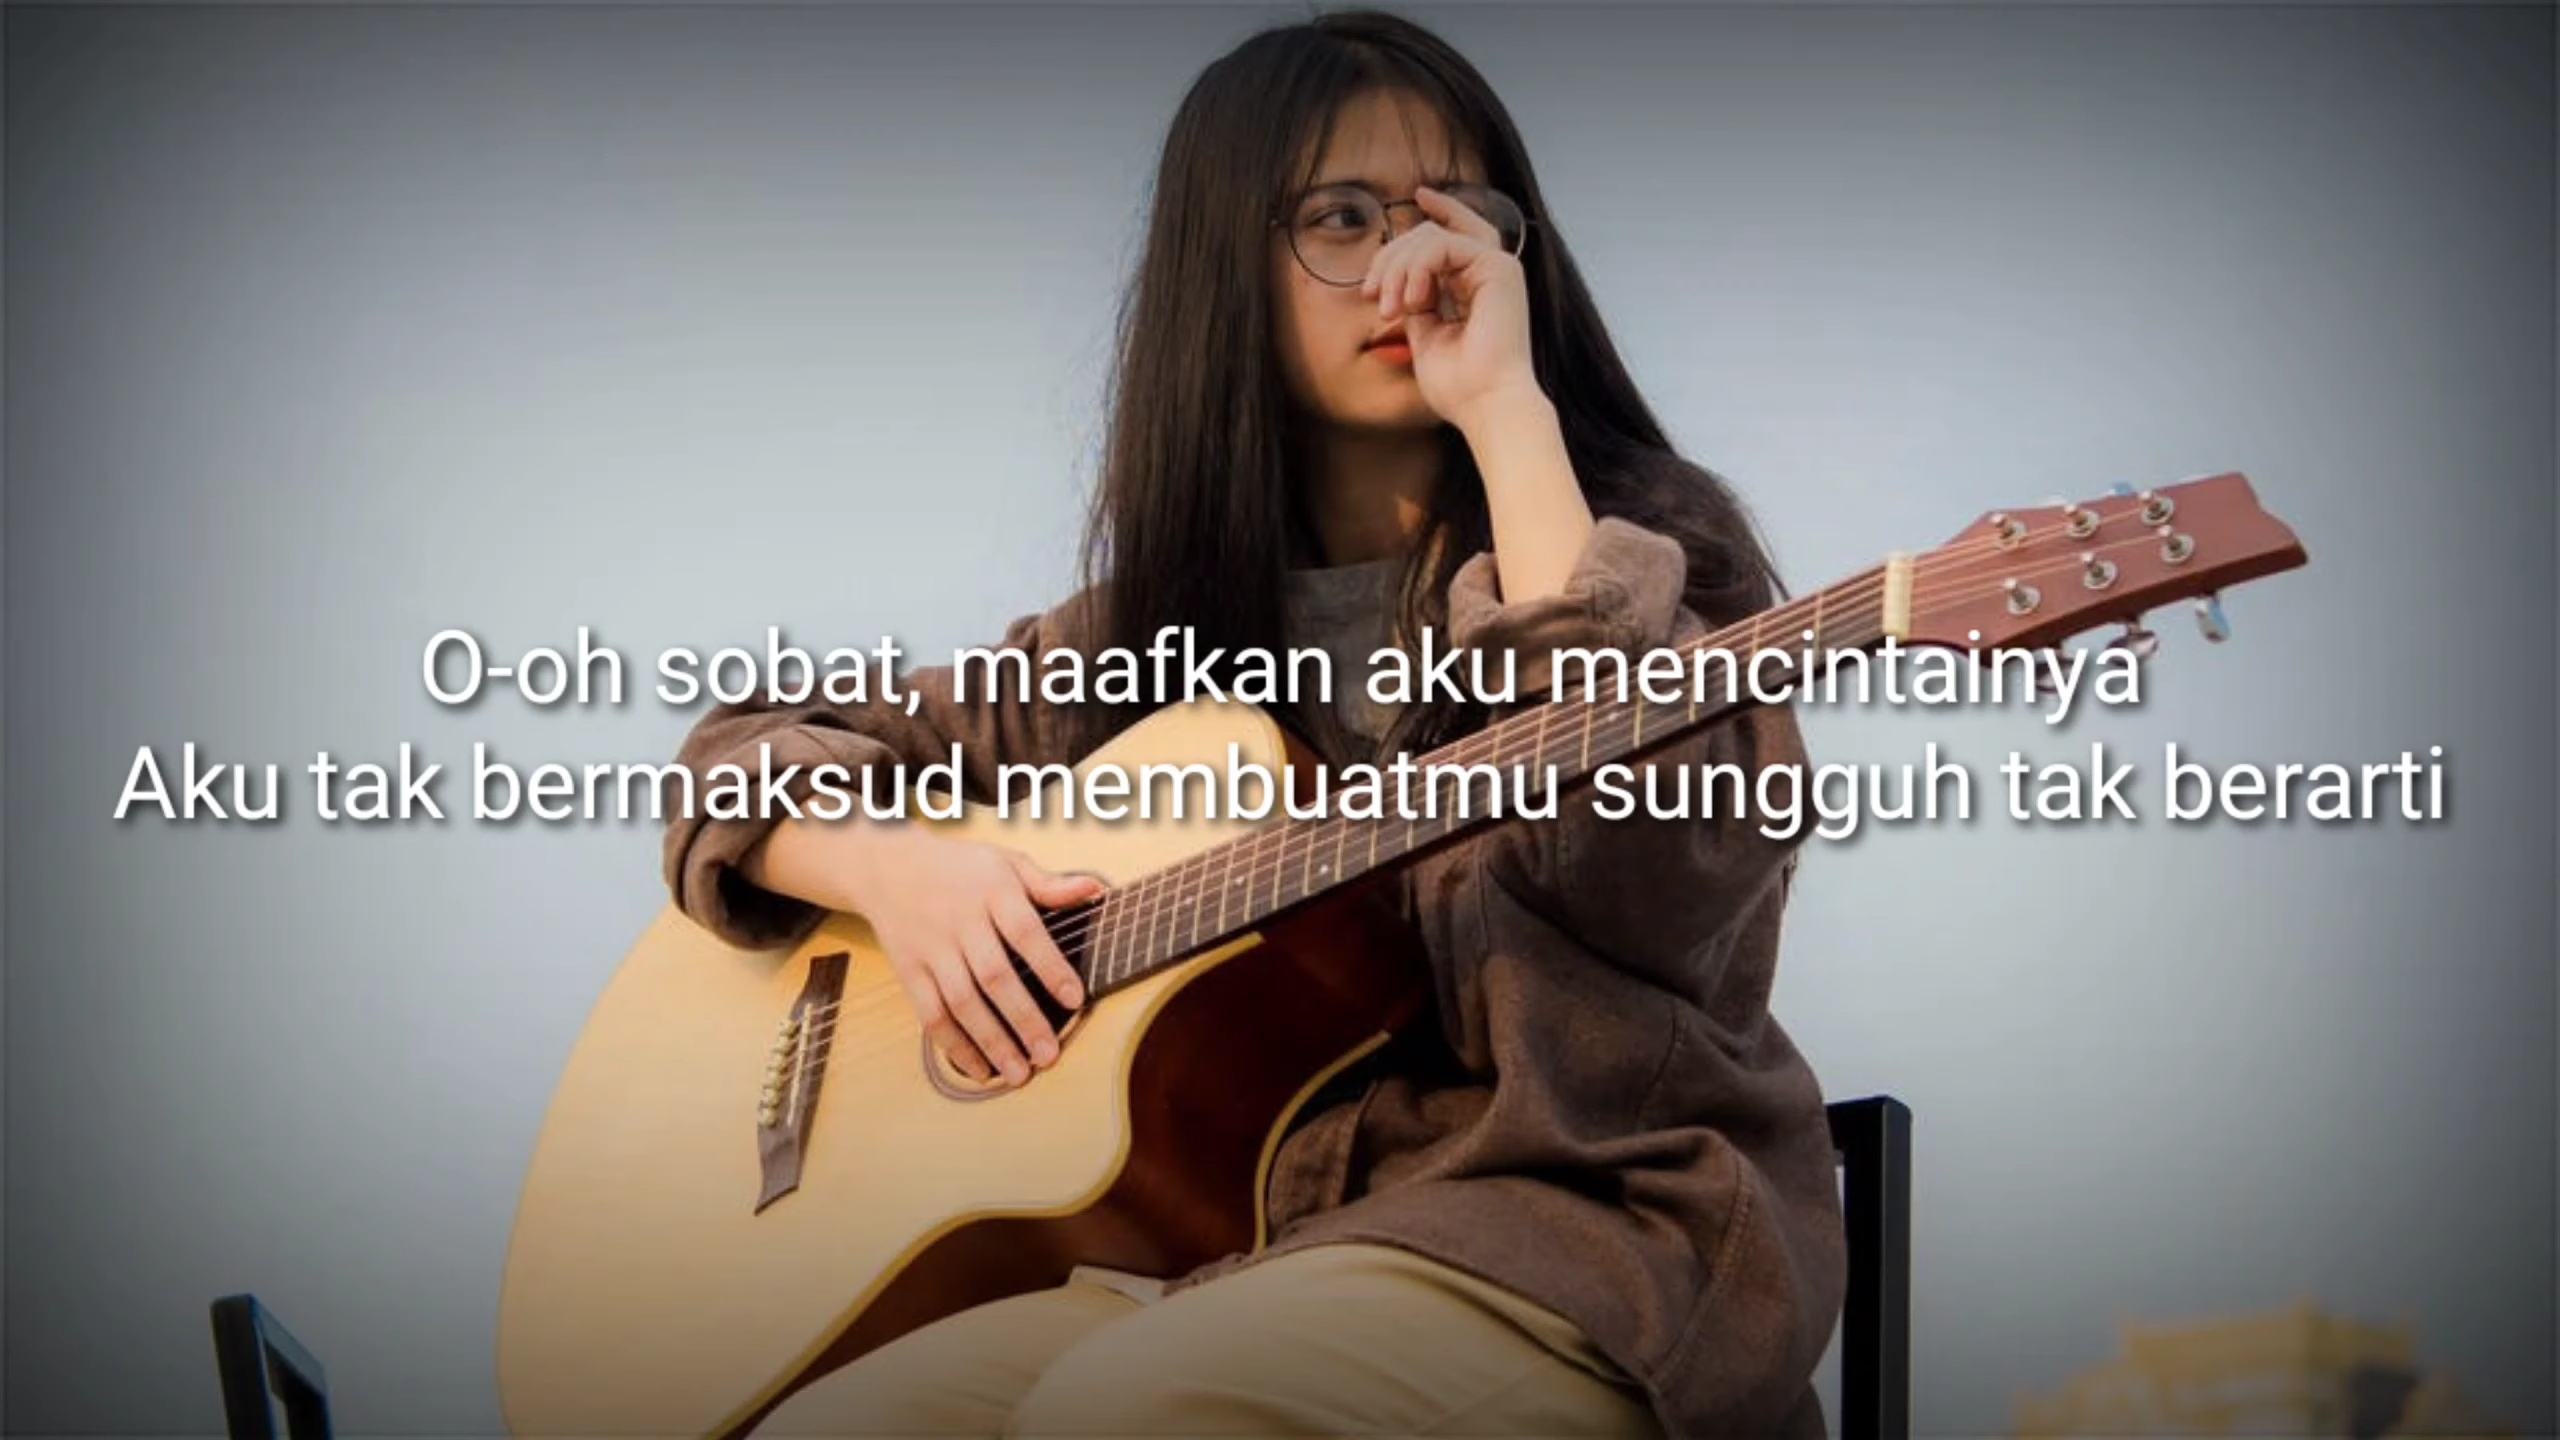 O-oh sobat, maafkan aku mencintainya
Aku tak bermaksud membuatmu sungguh tak berarti